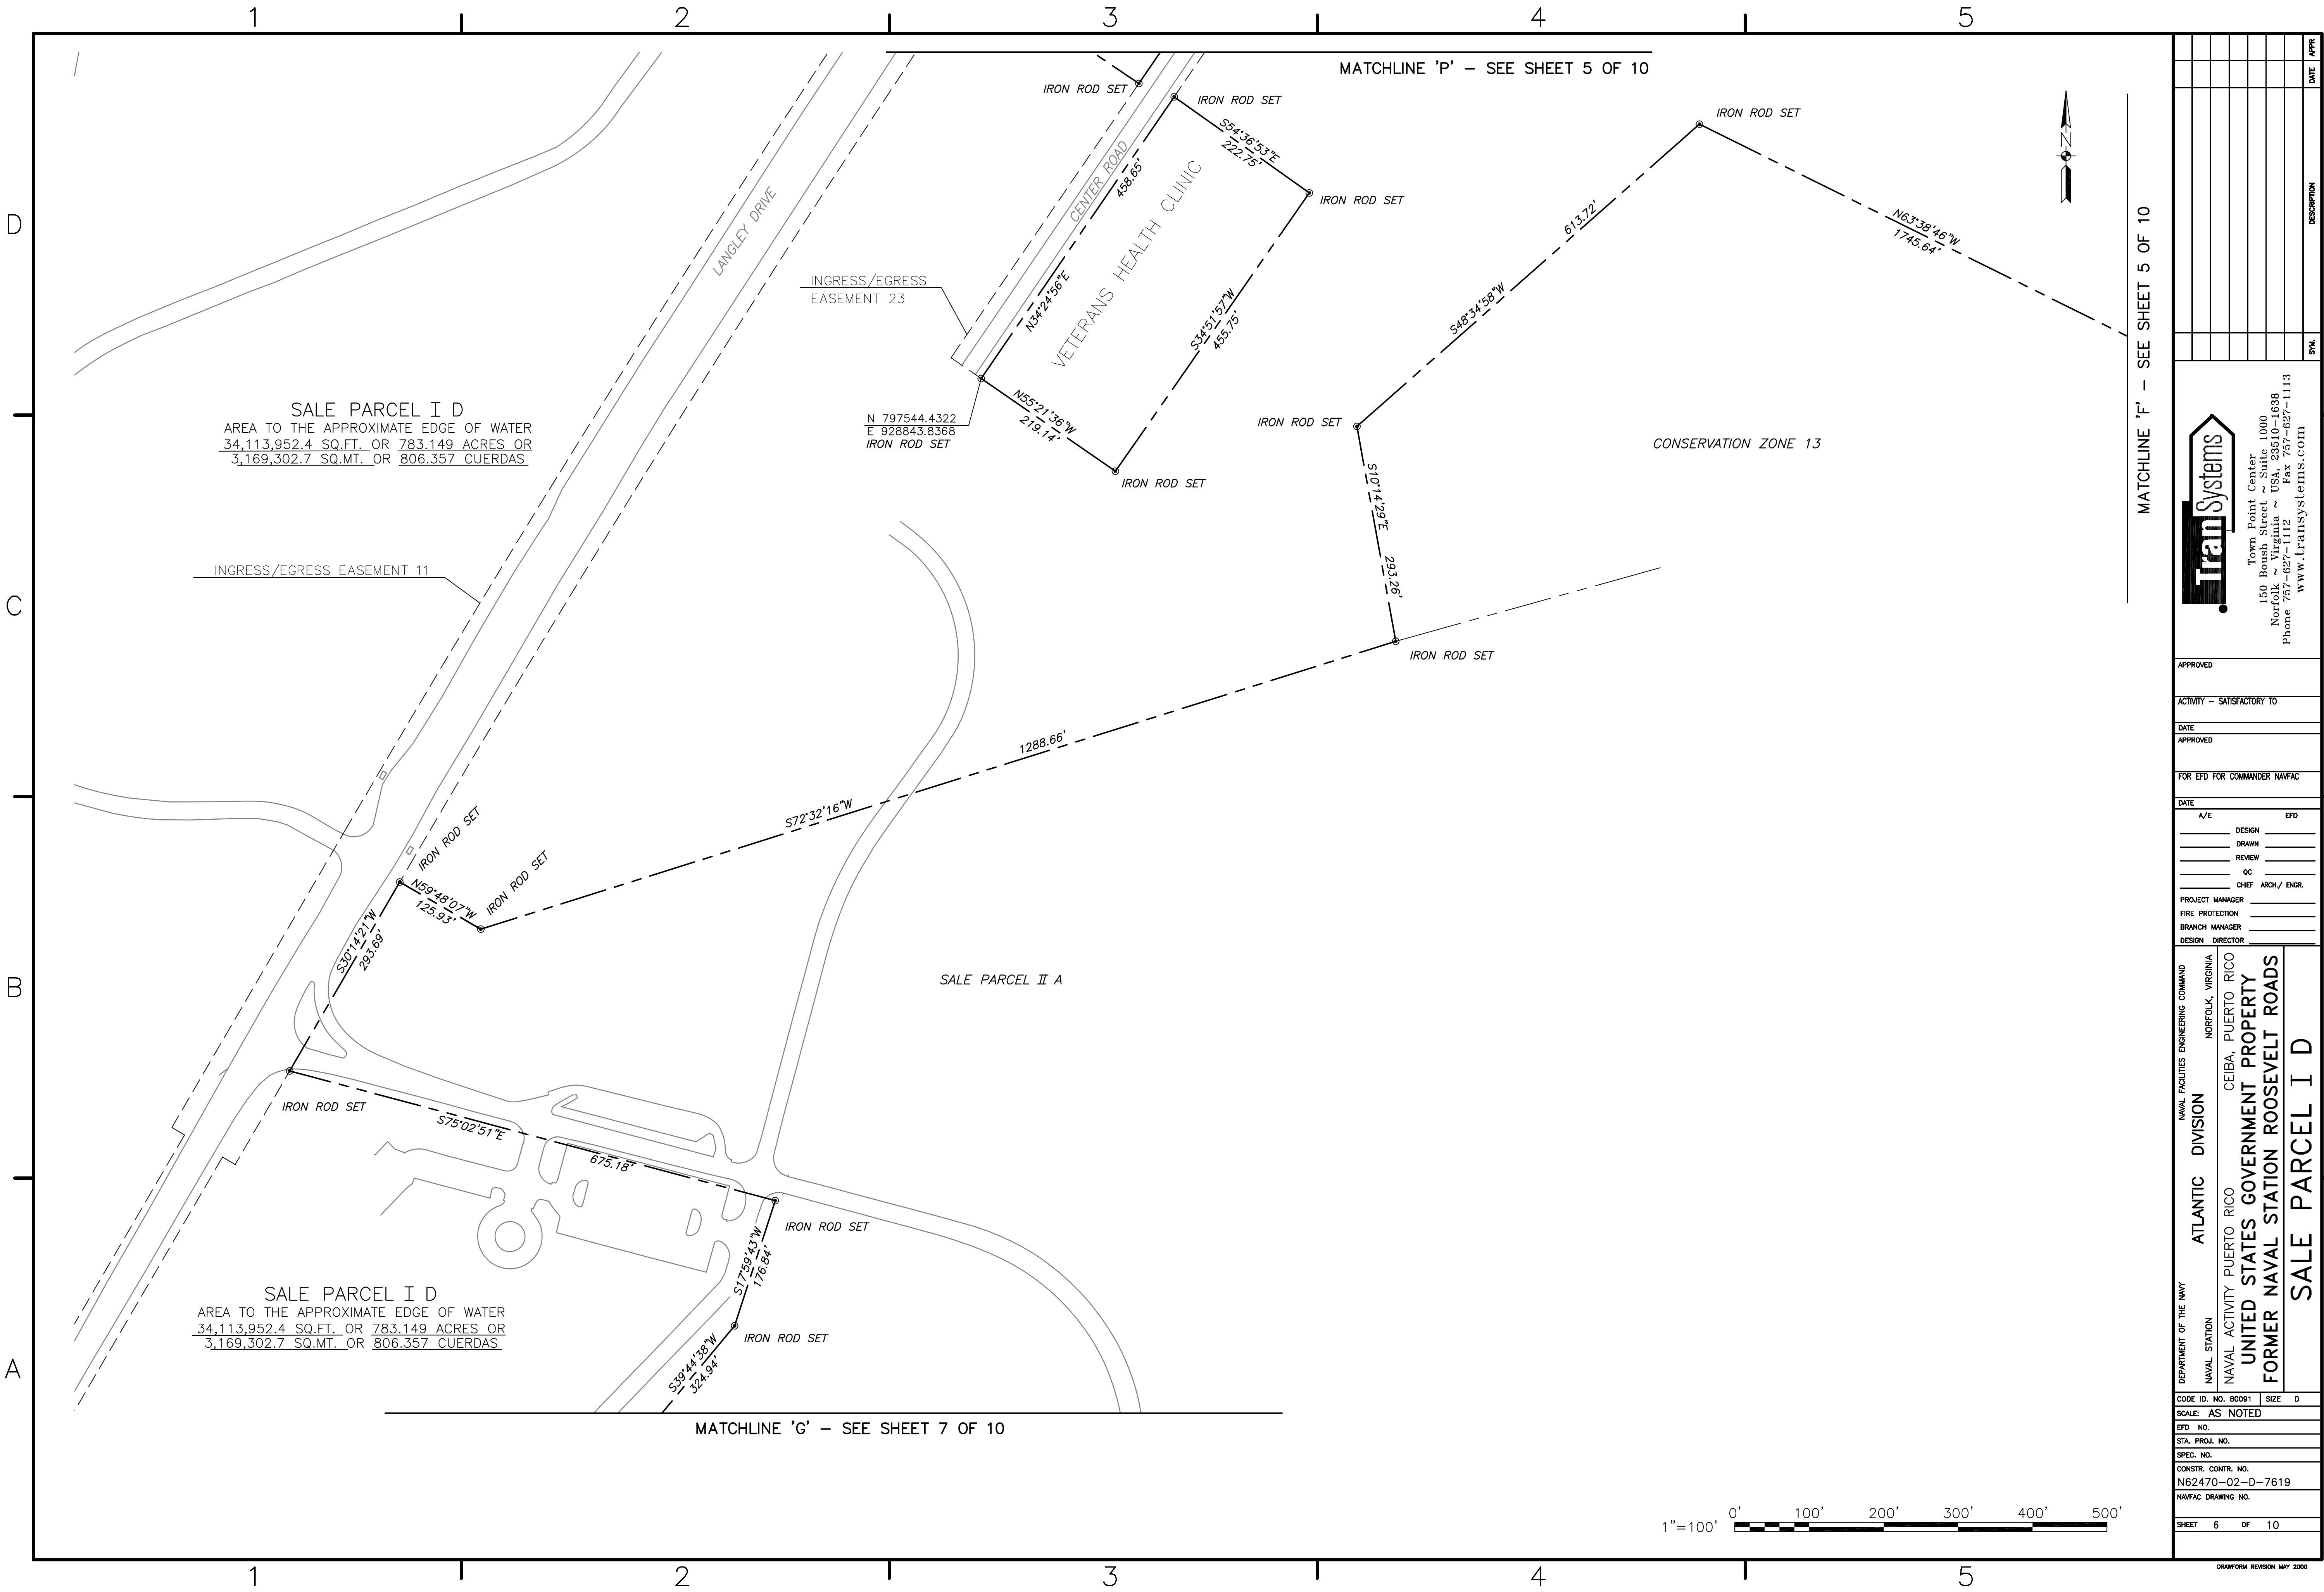 1 2 3 4 5
MATCHLINE 'P' – SEE SHEET 5 OF 10
IRON ROD SET
IRON ROD SET
IRON ROD SET
S54°36'53"E
222.75'
IRON ROD SET
CENTER ROAD
458.65'
N34°24'56"E
VETERANS HEALTH CLINIC
S34°51'57"W
455.75'
LANGLEY DRIVE
INGRESS/EGRESS
EASEMENT 23
613.72'
S48°34'58"W
N63°38'46"W
1745.64'
MATCHLINE 'F' – SEE SHEET 5 OF 10
N
D
SALE PARCEL I D
AREA TO THE APPROXIMATE EDGE OF WATER
34,113,952.4 SQ.FT. OR 783.149 ACRES OR
3,169,302.7 SQ.MT. OR 806.357 CUERDAS
N 797544.4322
E 928843.8368
IRON ROD SET
N55°21'36"W
219.14'
IRON ROD SET
IRON ROD SET
CONSERVATION ZONE 13
S10°14'29"E 293.26'
INGRESS/EGRESS EASEMENT 11
C
IRON ROD SET
1288.66'
S72°32'16"W
IRON ROD SET
IRON ROD SET
N59°48'07"W
125.93'
S30°14'21"W
293.69'
B
SALE PARCEL II A
IRON ROD SET
S75°02'51"E
675.18'
IRON ROD SET
S17°59'43"W
176.84'
IRON ROD SET
S39°44'38"W
324.94'
SALE PARCEL I D
AREA TO THE APPROXIMATE EDGE OF WATER
34,113,952.4 SQ.FT. OR 783.149 ACRES OR
3,169,302.7 SQ.MT. OR 806.357 CUERDAS
A
MATCHLINE 'G' – SEE SHEET 7 OF 10
1"=100'
0' 100' 200' 300' 400' 500'
1 2 3 4 5
SYM. DESCRIPTION DATE APPR
TranSystems
Town Point Center
150 Boush Street ~ Suite 1000
Norfolk ~ Virginia ~ USA, 23510-1638
Phone 757-627-1112 Fax 757-627-1113
www.transystems.com
APPROVED
ACTIVITY – SATISFACTORY TO
DATE
APPROVED
FOR EFD FOR COMMANDER NAVFAC
DATE
A/E EFD
DESIGN
DRAWN
REVIEW
QC
CHIEF ARCH./ ENGR.
PROJECT MANAGER
FIRE PROTECTION
BRANCH MANAGER
DESIGN DIRECTOR
DEPARTMENT OF THE NAVY NAVAL FACILITIES ENGINEERING COMMAND
ATLANTIC DIVISION
NAVAL STATION NORFOLK, VIRGINIA
NAVAL ACTIVITY PUERTO RICO CEIBA, PUERTO RICO
UNITED STATES GOVERNMENT PROPERTY
FORMER NAVAL STATION ROOSEVELT ROADS
SALE PARCEL I D
CODE ID. NO. 80091 SIZE D
SCALE: AS NOTED
EFD NO.
STA. PROJ. NO.
SPEC. NO.
CONSTR. CONTR. NO.
N62470-02-D-7619
NAVFAC DRAWING NO.
SHEET 6 OF 10
DRAWFORM REVISION MAY 2000